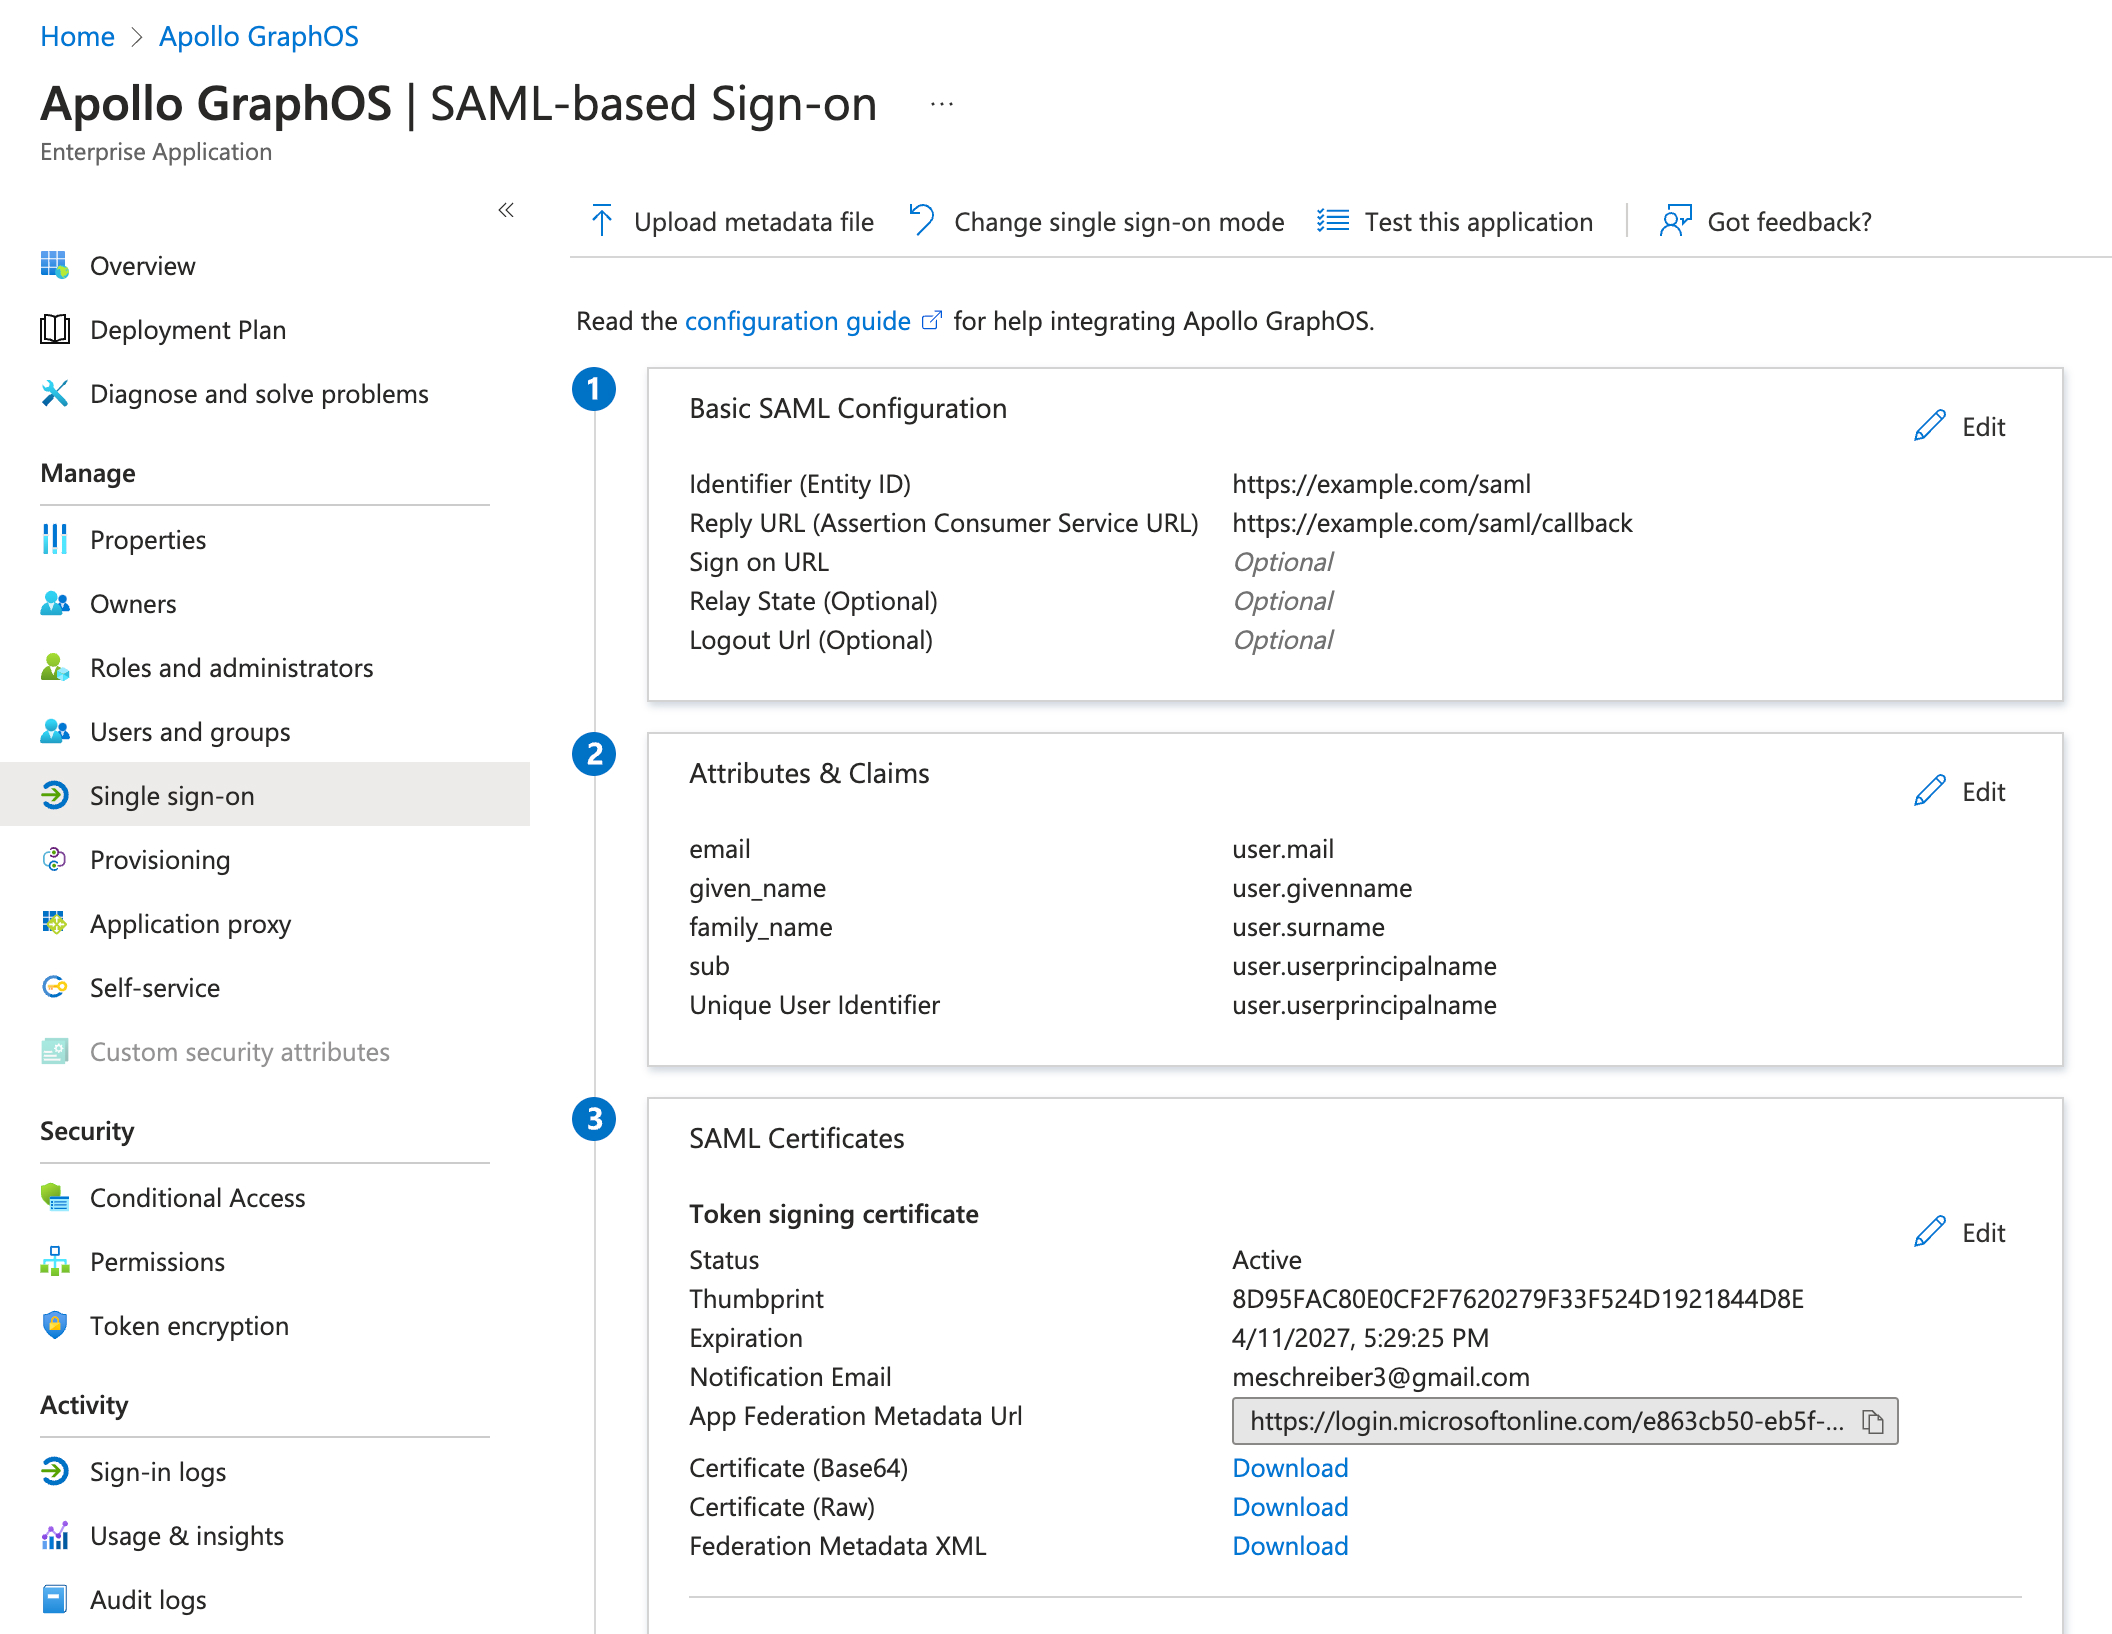 Home > Apollo GraphOS
Apollo GraphOS | SAML-based Sign-on ...
Enterprise Application
«
Overview
Deployment Plan
Diagnose and solve problems
Manage
Properties
Owners
Roles and administrators
Users and groups
Single sign-on
Provisioning
Application proxy
Self-service
Custom security attributes
Security
Conditional Access
Permissions
Token encryption
Activity
Sign-in logs
Usage & insights
Audit logs
Upload metadata file Change single sign-on mode Test this application Got feedback?
Read the configuration guide for help integrating Apollo GraphOS.
1
Basic SAML Configuration
Edit
Identifier (Entity ID) https://example.com/saml
Reply URL (Assertion Consumer Service URL) https://example.com/saml/callback
Sign on URL Optional
Relay State (Optional) Optional
Logout Url (Optional) Optional
2
Attributes & Claims
Edit
email user.mail
given_name user.givenname
family_name user.surname
sub user.userprincipalname
Unique User Identifier user.userprincipalname
3
SAML Certificates
Token signing certificate
Edit
Status Active
Thumbprint 8D95FAC80E0CF2F7620279F33F524D1921844D8E
Expiration 4/11/2027, 5:29:25 PM
Notification Email meschreiber3@gmail.com
App Federation Metadata Url https://login.microsoftonline.com/e863cb50-eb5f-...
Certificate (Base64) Download
Certificate (Raw) Download
Federation Metadata XML Download